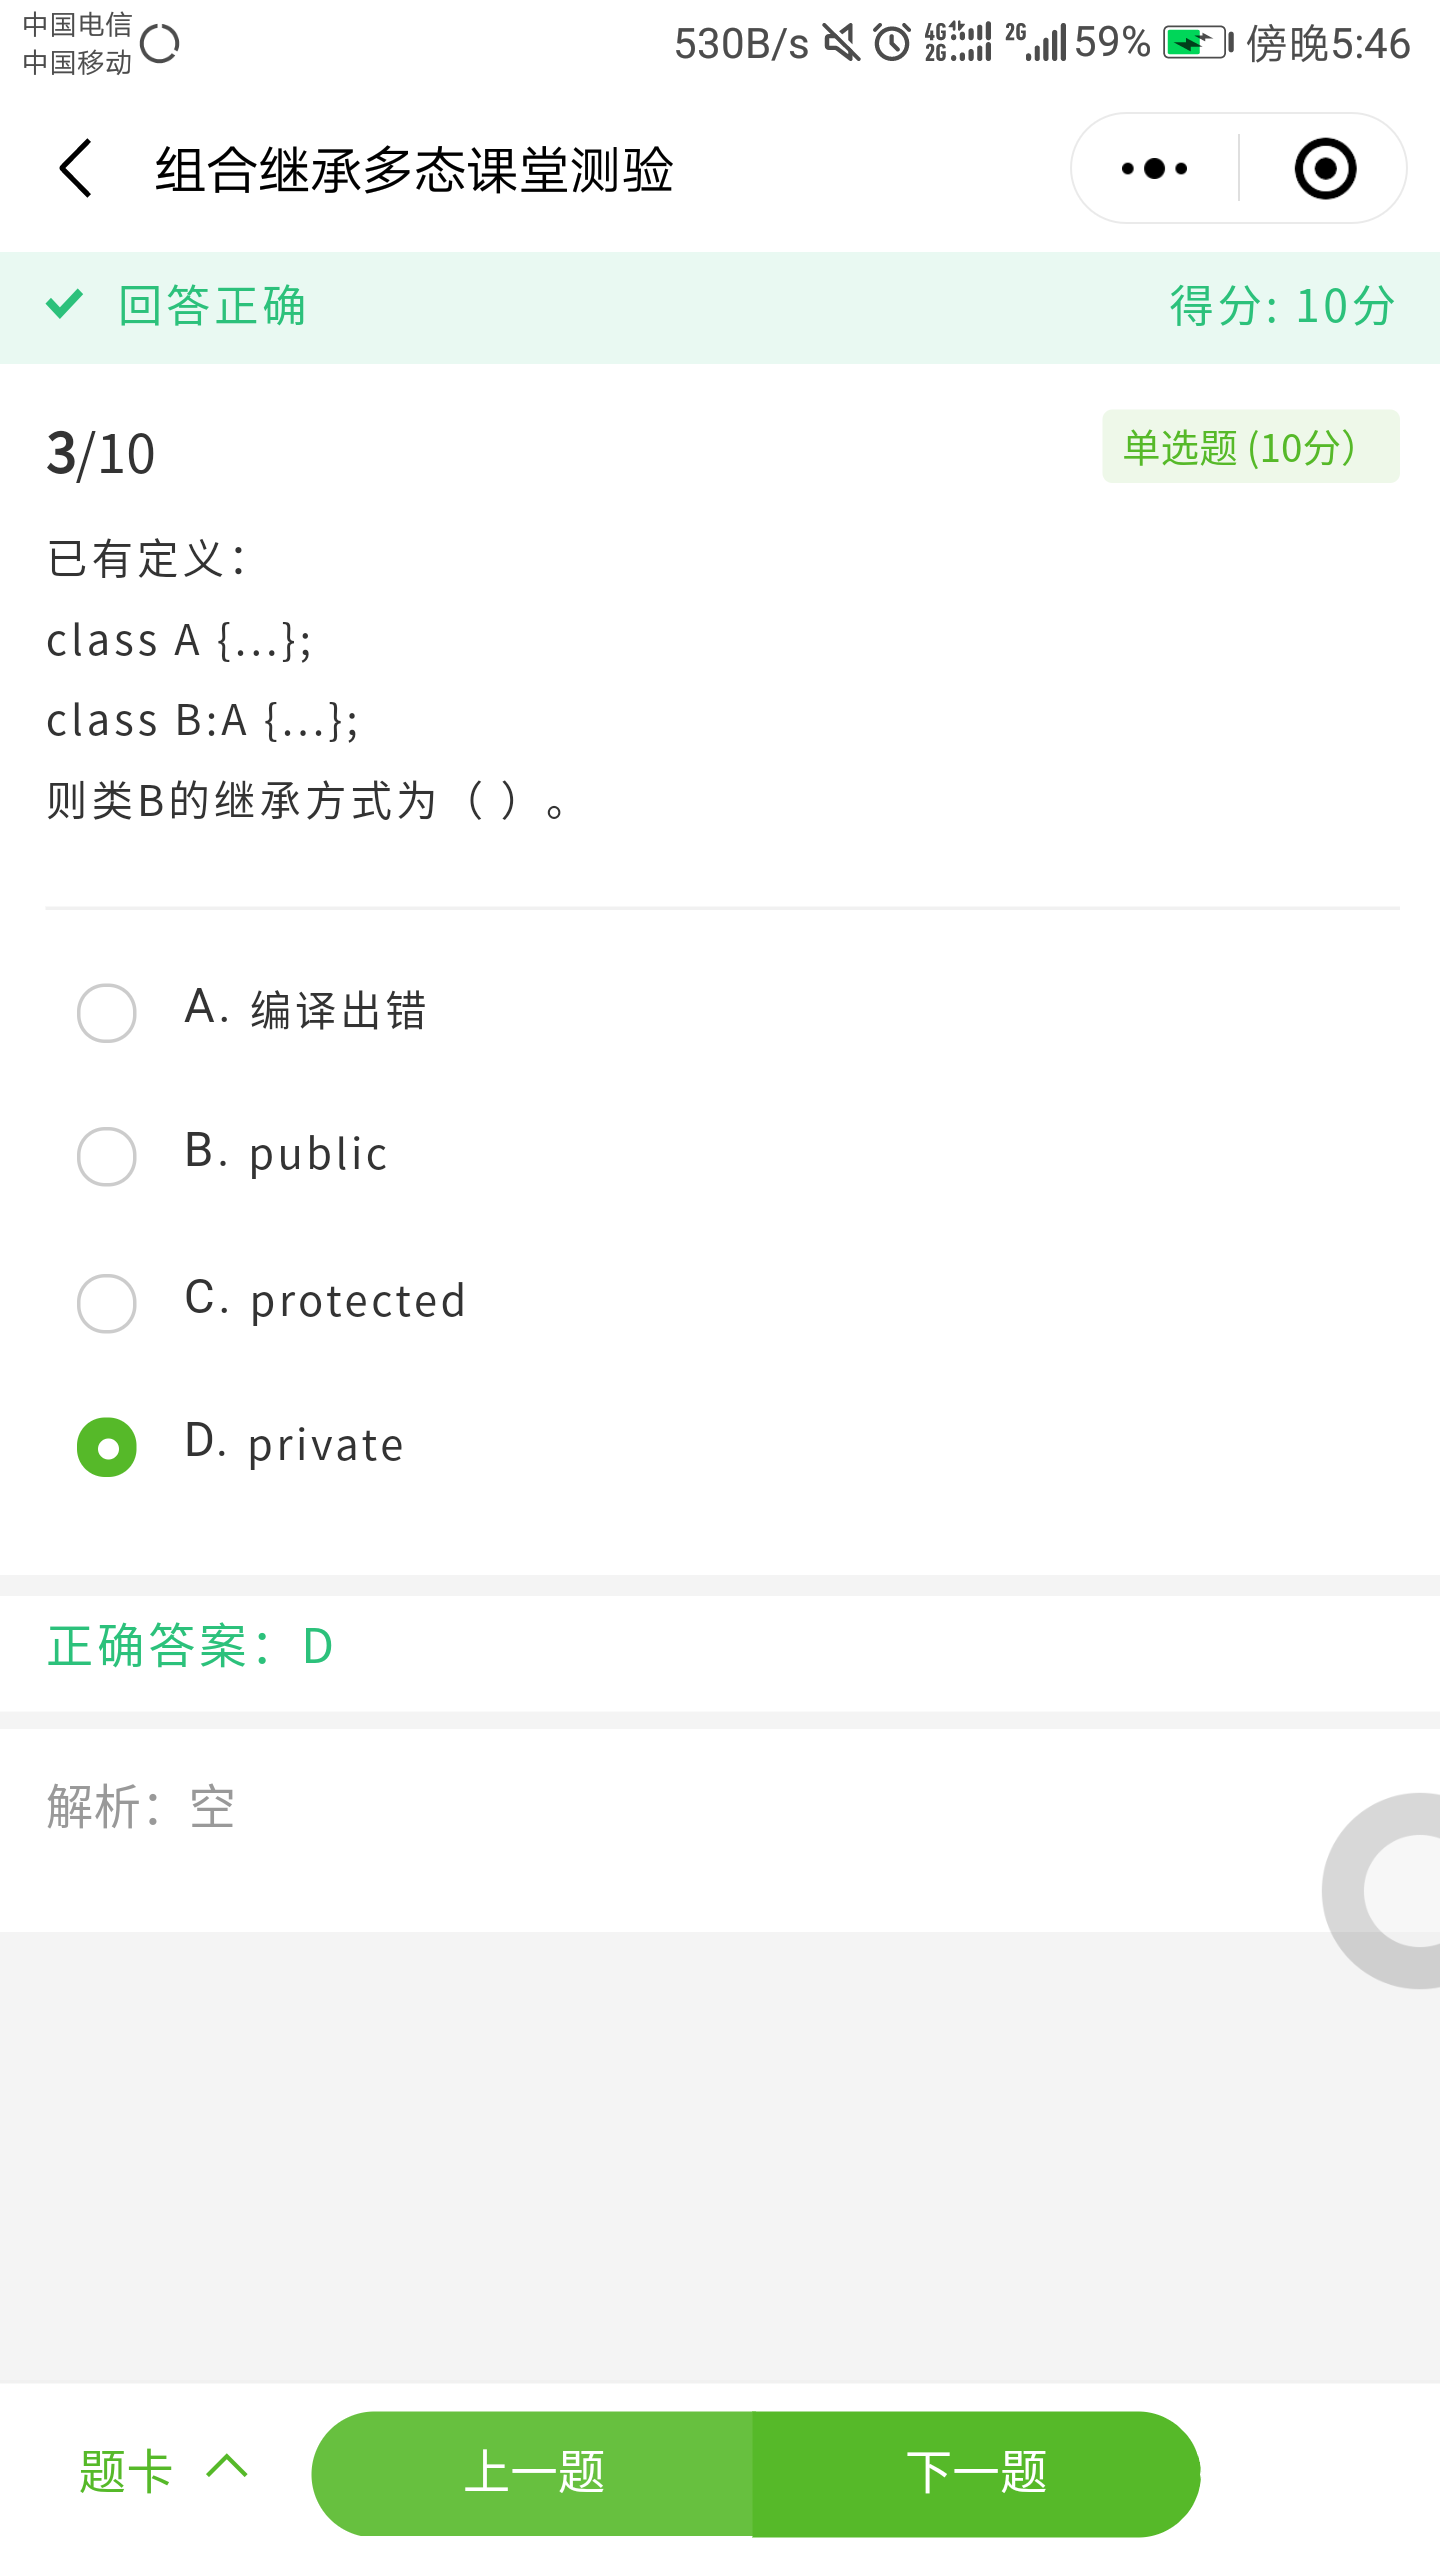 中国电信
中国移动
530B/s 4G 2G 2G 59% 傍晚5:46
组合继承多态课堂测验
回答正确 得分: 10分
3/10 单选题 (10分）
已有定义：
class A {...};
class B:A {...};
则类B的继承方式为（ ）。
A. 编译出错
B. public
C. protected
D. private
正确答案：D
解析：空
题卡 上一题 下一题